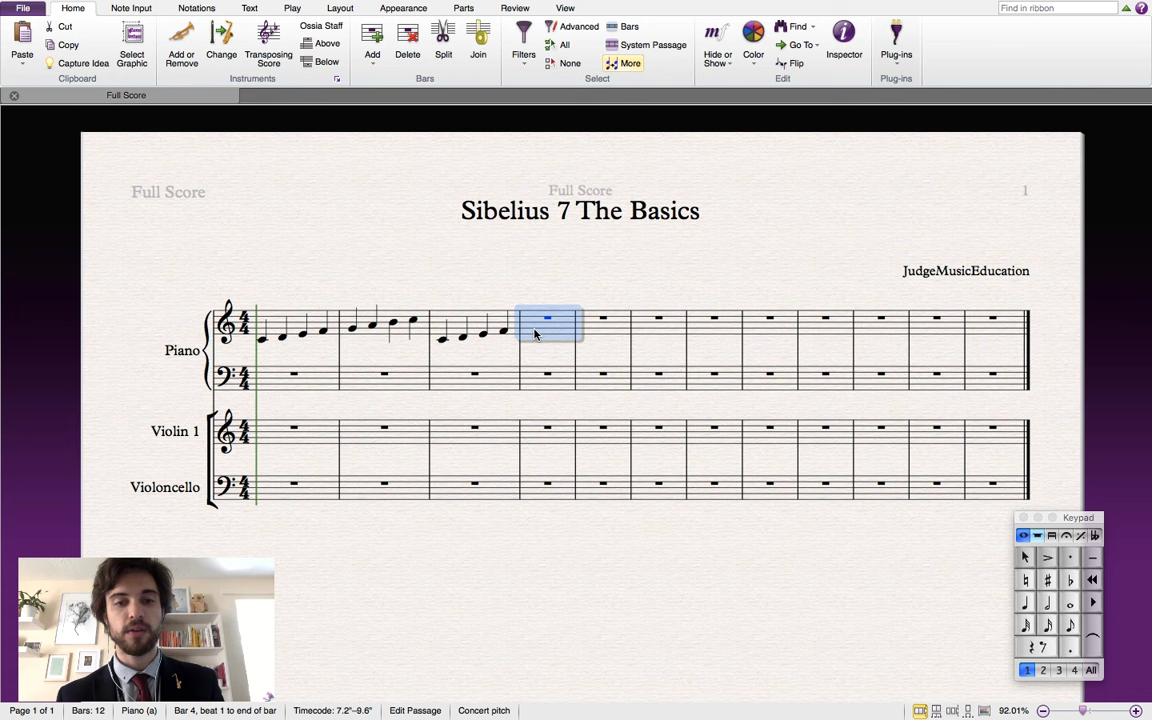 File Home Note Input Notations Text Play Layout Appearance Parts Review View Find in ribbon
Paste Cut Copy Capture Idea Select Graphic Add or Remove Change Transposing Score Ossia Staff Above Below Add Delete Split Join Filters Advanced All None Bars System Passage More Hide or Show Color Find Go To Flip Inspector Plug-ins
Clipboard Instruments Bars Select Edit Plug-ins
Full Score
Full Score Full Score 1
Sibelius 7 The Basics
JudgeMusicEducation
Piano
Violin 1
Violoncello
Keypad
1 2 3 4 All
Page 1 of 1 Bars: 12 Piano (a) Bar 4, beat 1 to end of bar Timecode: 7.2"–9.6" Edit Passage Concert pitch 92.01%